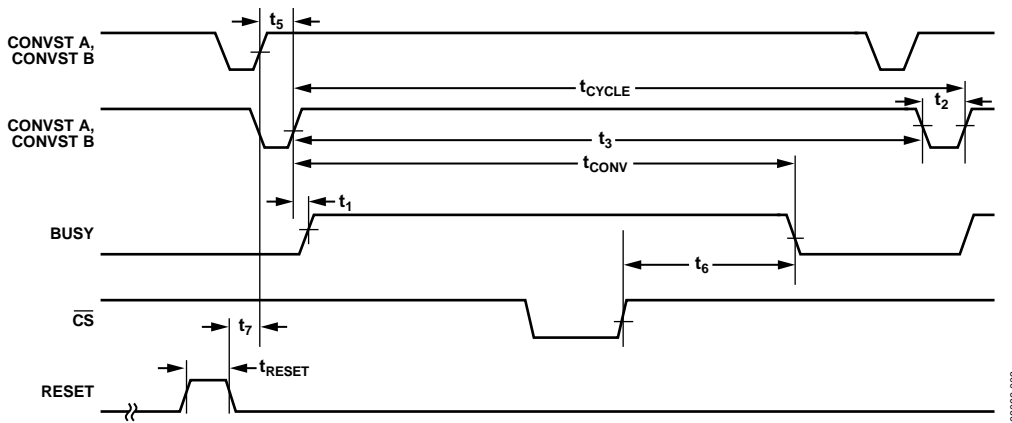 t5
CONVST A,
CONVST B
tCYCLE
t2
CONVST A,
CONVST B
t3
tCONV
t1
BUSY
t6
CS
t7
tRESET
RESET